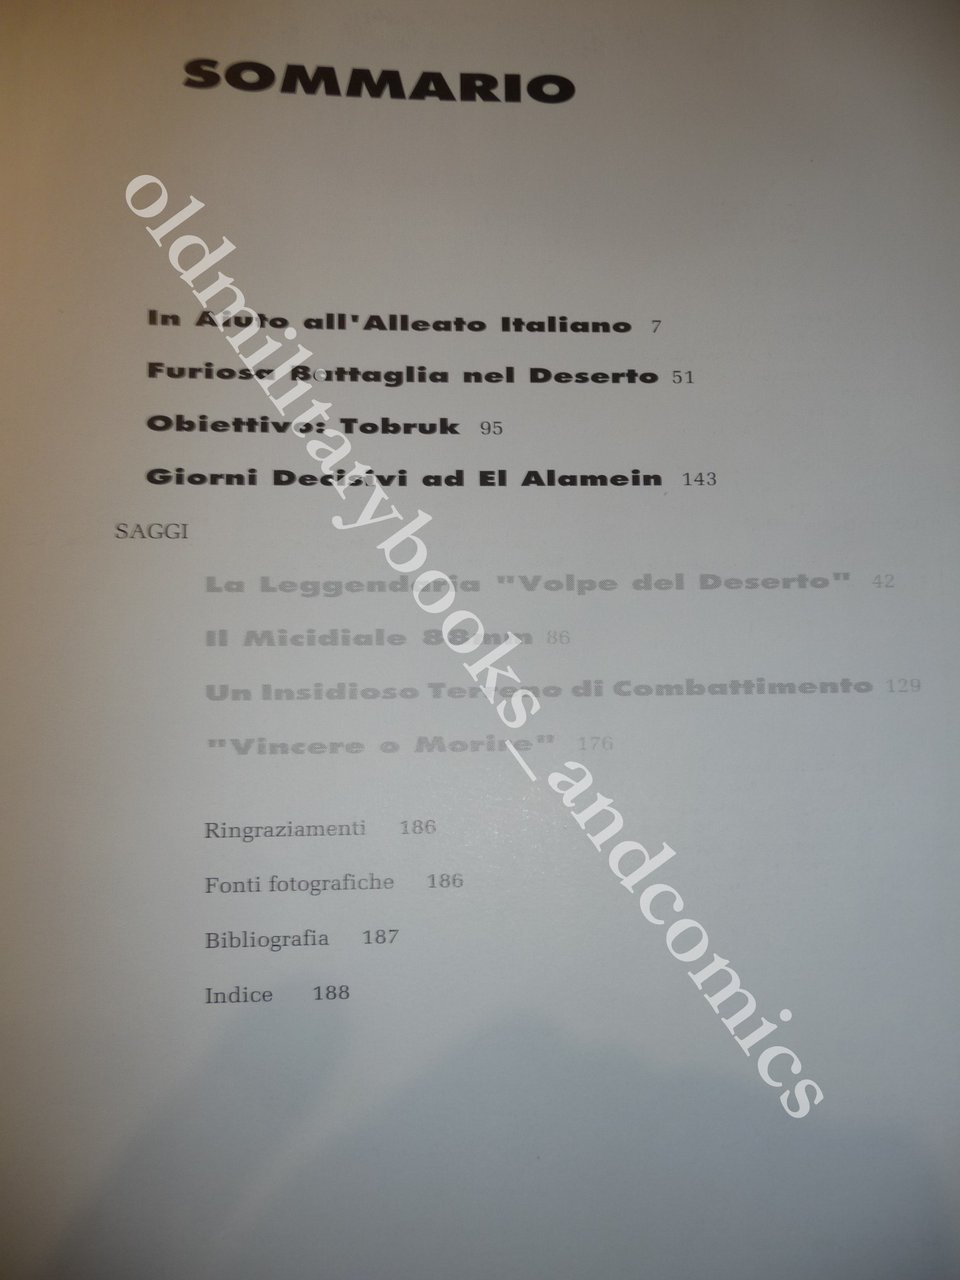 SOMMARIO
In Aiuto all'Alleato Italiano 7
Furiosa Battaglia nel Deserto 51
Obiettivo: Tobruk 95
Giorni Decisivi ad El Alamein 143
SAGGI
La Leggendaria "Volpe del Deserto" 42
Il Micidiale 88 mm 86
Un Insidioso Terreno di Combattimento 129
"Vincere o Morire" 176
Ringraziamenti 186
Fonti fotografiche 186
Bibliografia 187
Indice 188
oldmilitarybooks_andcomics